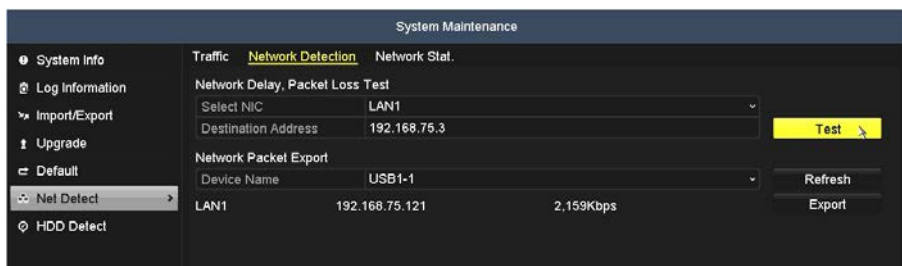 System Maintenance
System Info
Log Information
Import/Export
Upgrade
Default
Net Detect
HDD Detect
Traffic Network Detection Network Stat.
Network Delay, Packet Loss Test
Select NIC LAN1
Destination Address 192.168.75.3
Test
Network Packet Export
Device Name USB1-1
Refresh
LAN1 192.168.75.121 2,159Kbps
Export